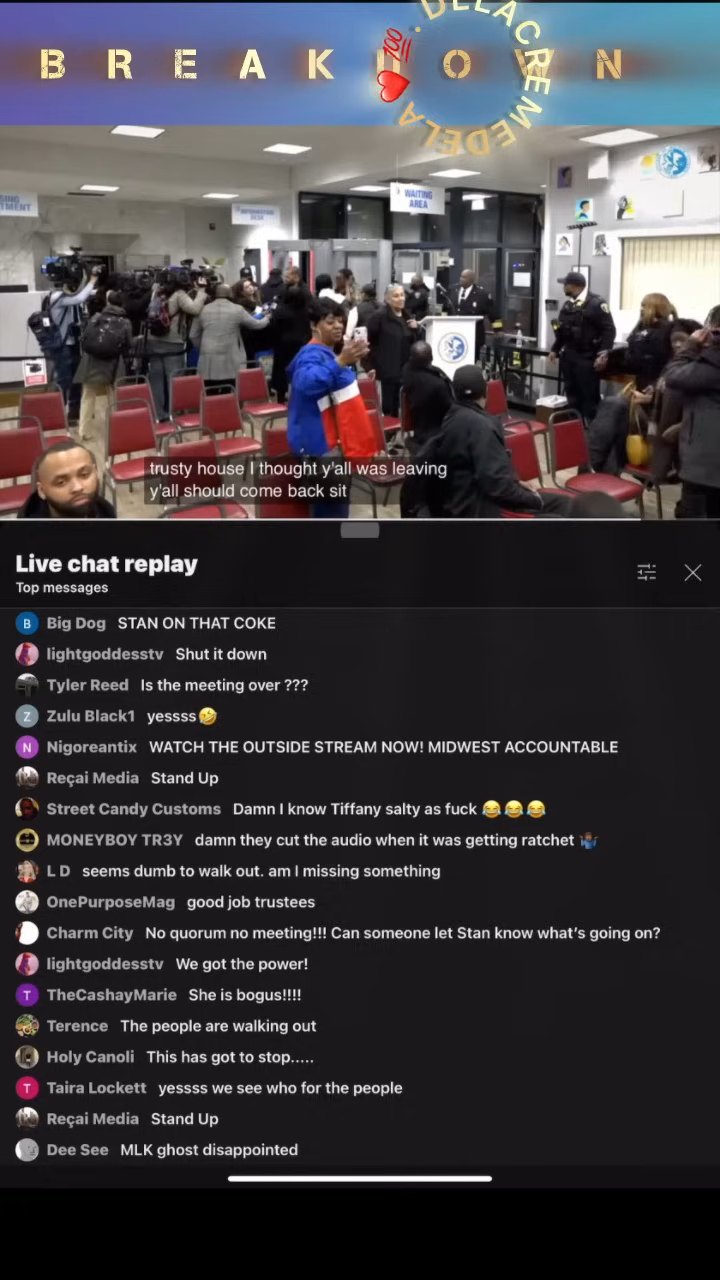 BREAKDOWN
DELACREMEDELA
WAITING
AREA
INFORMATION
DESK
TMENT
trusty house I thought y'all was leaving
y'all should come back sit
Live chat replay
Top messages
B Big Dog STAN ON THAT COKE
lightgoddesstv Shut it down
Tyler Reed Is the meeting over ???
Z Zulu Black1 yessss🤣
N Nigoreantix WATCH THE OUTSIDE STREAM NOW! MIDWEST ACCOUNTABLE
Reçai Media Stand Up
Street Candy Customs Damn I know Tiffany salty as fuck 😂😂😂
MONEYBOY TR3Y damn they cut the audio when it was getting ratchet 🤷🏿‍♂️
L D seems dumb to walk out. am I missing something
OnePurposeMag good job trustees
Charm City No quorum no meeting!!! Can someone let Stan know what's going on?
lightgoddesstv We got the power!
T TheCashayMarie She is bogus!!!!
Terence The people are walking out
Holy Canoli This has got to stop.....
T Taira Lockett yessss we see who for the people
Reçai Media Stand Up
Dee See MLK ghost disappointed